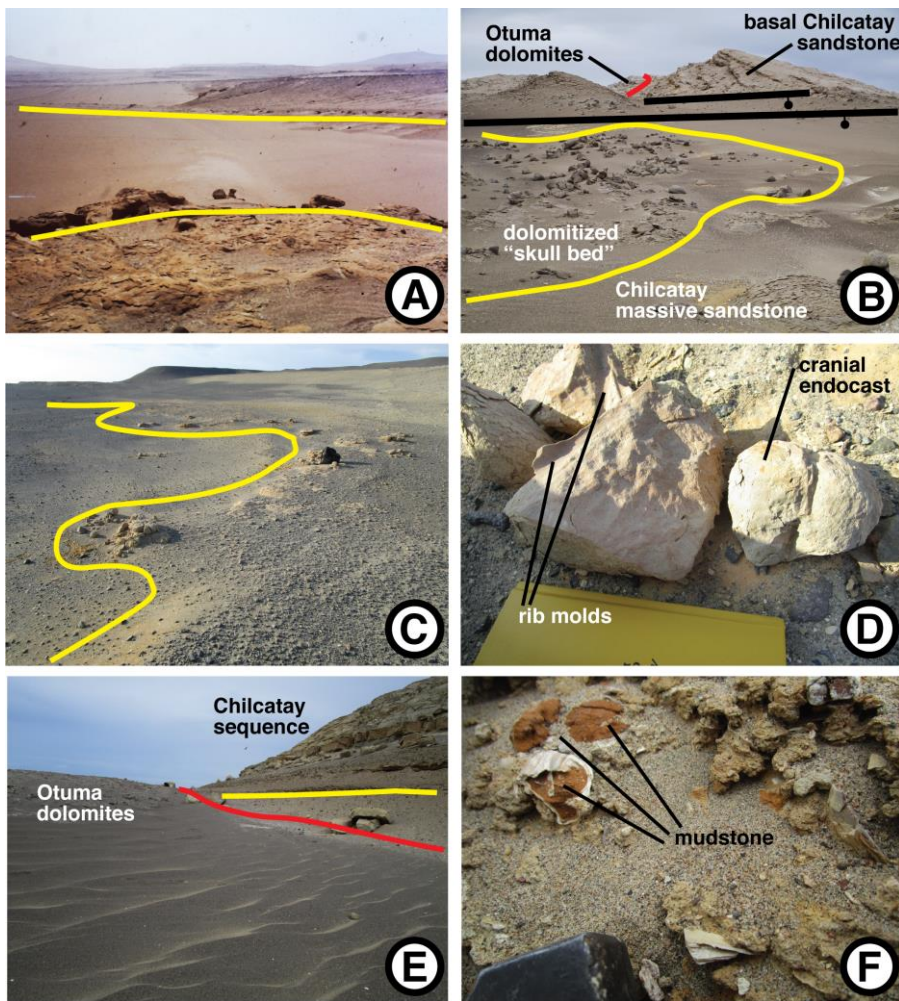 A
Otuma
dolomites
basal Chilcatay
sandstone
dolomitized
“skull bed”
Chilcatay
massive sandstone
B
C
cranial
endocast
rib molds
D
Chilcatay
sequence
Otuma
dolomites
E
mudstone
F